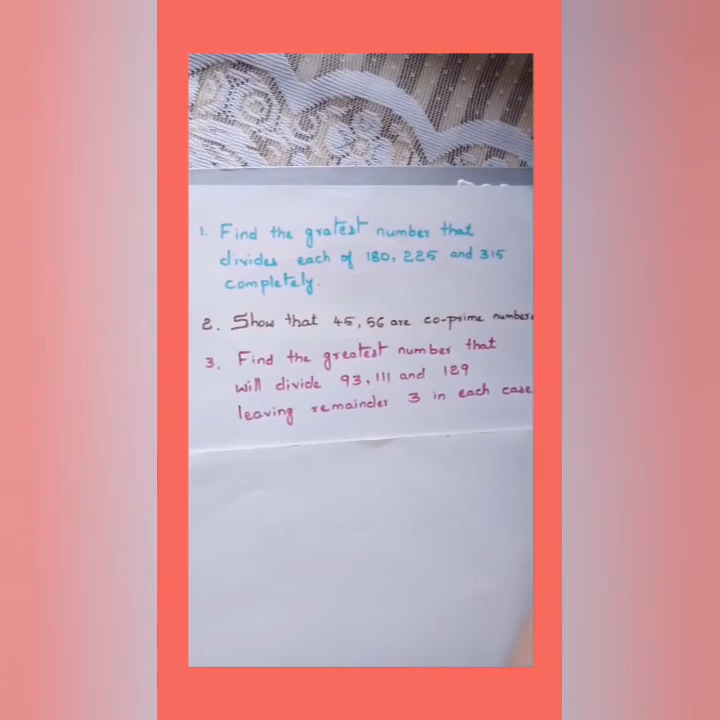 1. Find the gratest number that
divides each of 180, 225 and 315
completely.
2. Show that 45, 56 are co-prime number
3. Find the greatest number that
will divide 93, 111 and 129
leaving remainder 3 in each case